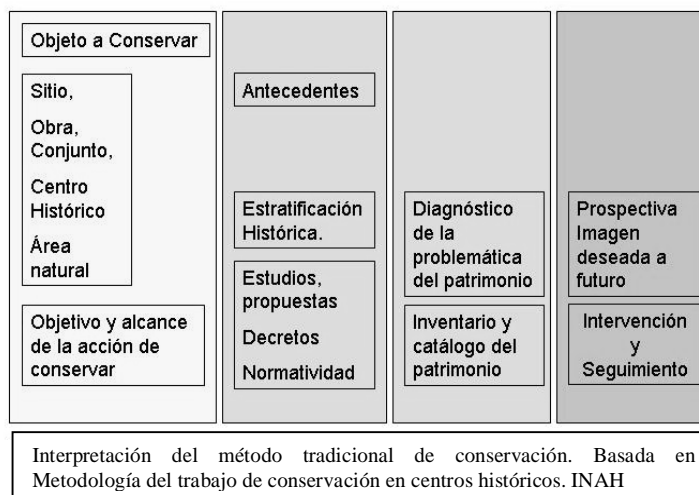 Objeto a Conservar
Sitio,
Obra,
Conjunto,
Centro
Histórico
Área
natural
Objetivo y alcance
de la acción de
conservar
Antecedentes
Estratificación
Histórica.
Estudios,
propuestas
Decretos
Normatividad
Diagnóstico
de la
problemática
del patrimonio
Inventario y
catálogo del
patrimonio
Prospectiva
Imagen
deseada a
futuro
Intervención
y
Seguimiento
Interpretación del método tradicional de conservación. Basada en
Metodología del trabajo de conservación en centros históricos. INAH